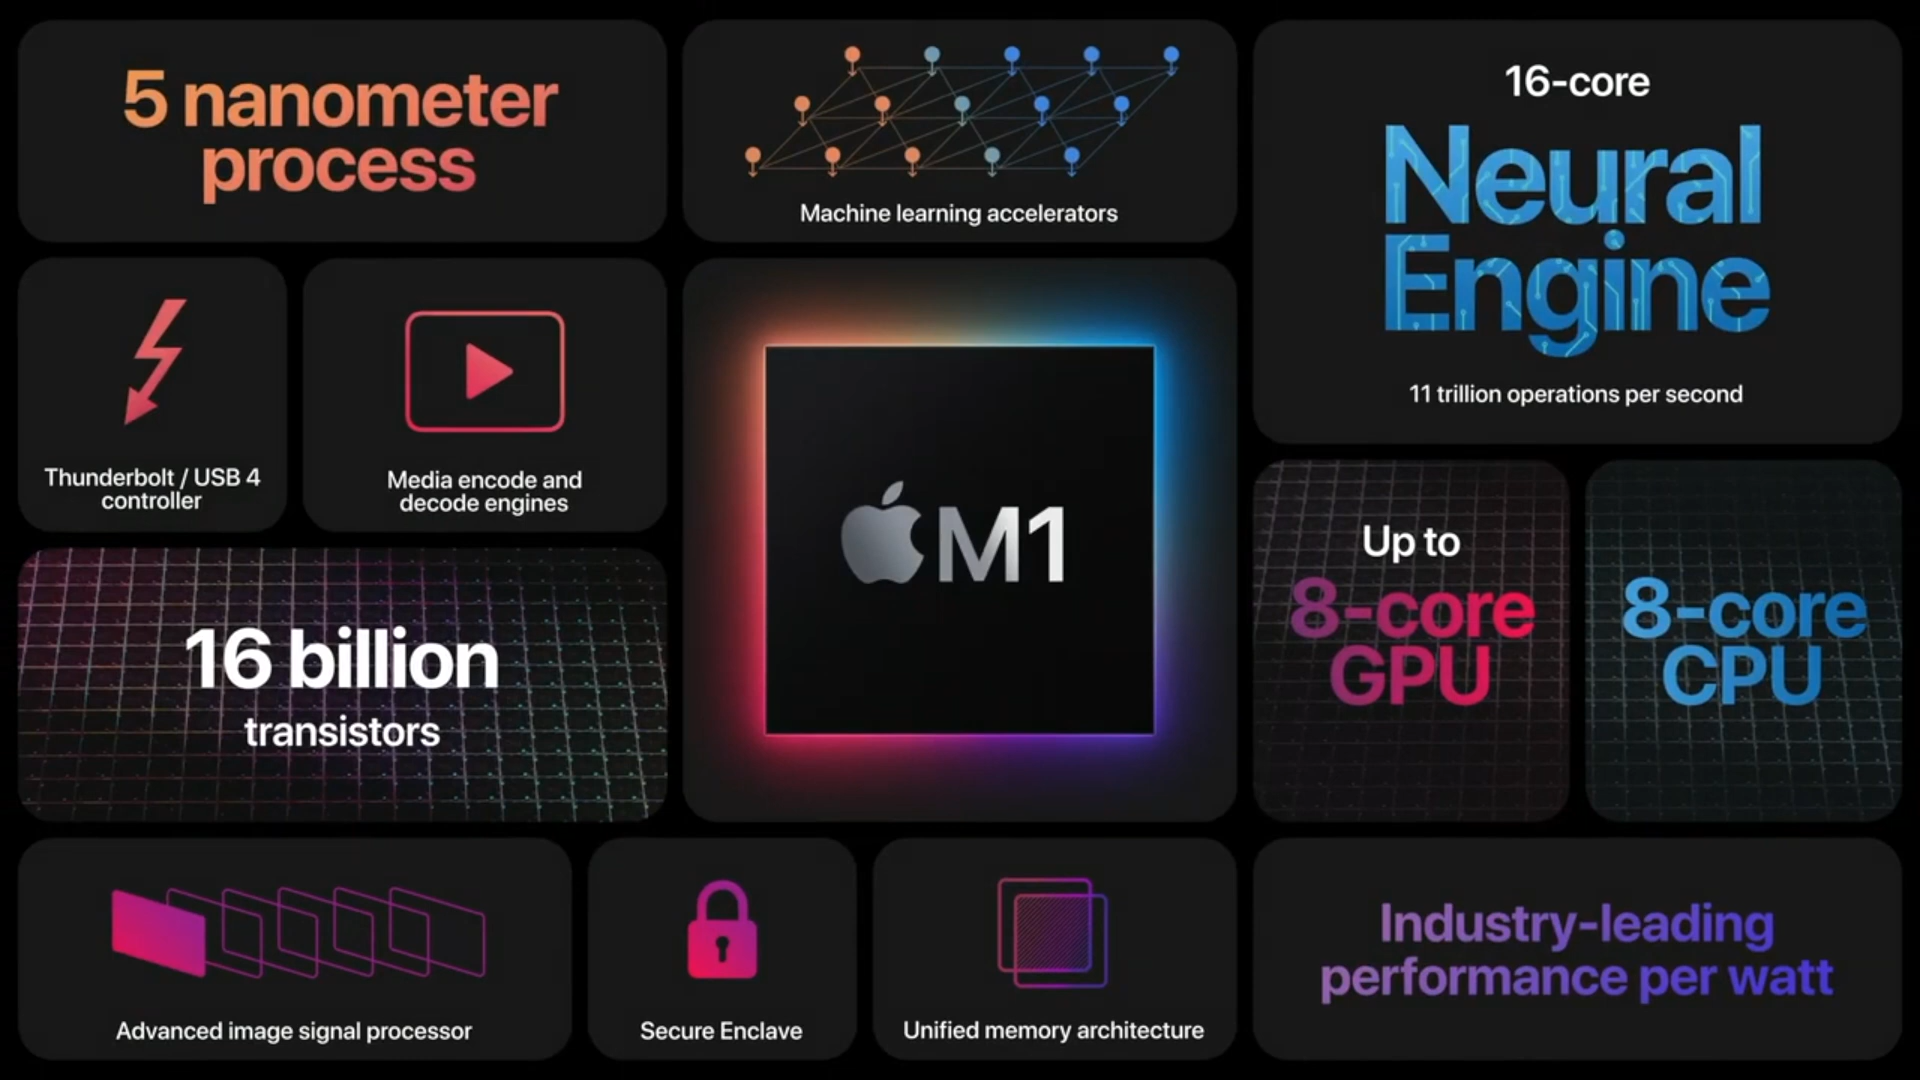 5 nanometer
process
Machine learning accelerators
16-core
Neural
Engine
11 trillion operations per second
Thunderbolt / USB 4
controller
Media encode and
decode engines
M1
Up to
8-core
GPU
8-core
CPU
16 billion
transistors
Advanced image signal processor
Secure Enclave
Unified memory architecture
Industry-leading
performance per watt